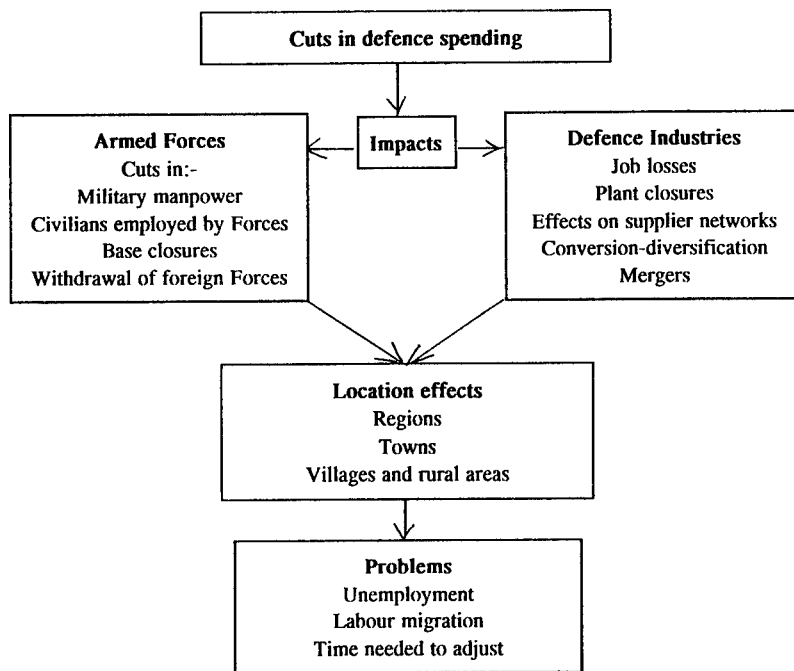 Cuts in defence spending
Impacts
Armed Forces
Cuts in:-
Military manpower
Civilians employed by Forces
Base closures
Withdrawal of foreign Forces
Defence Industries
Job losses
Plant closures
Effects on supplier networks
Conversion-diversification
Mergers
Location effects
Regions
Towns
Villages and rural areas
Problems
Unemployment
Labour migration
Time needed to adjust